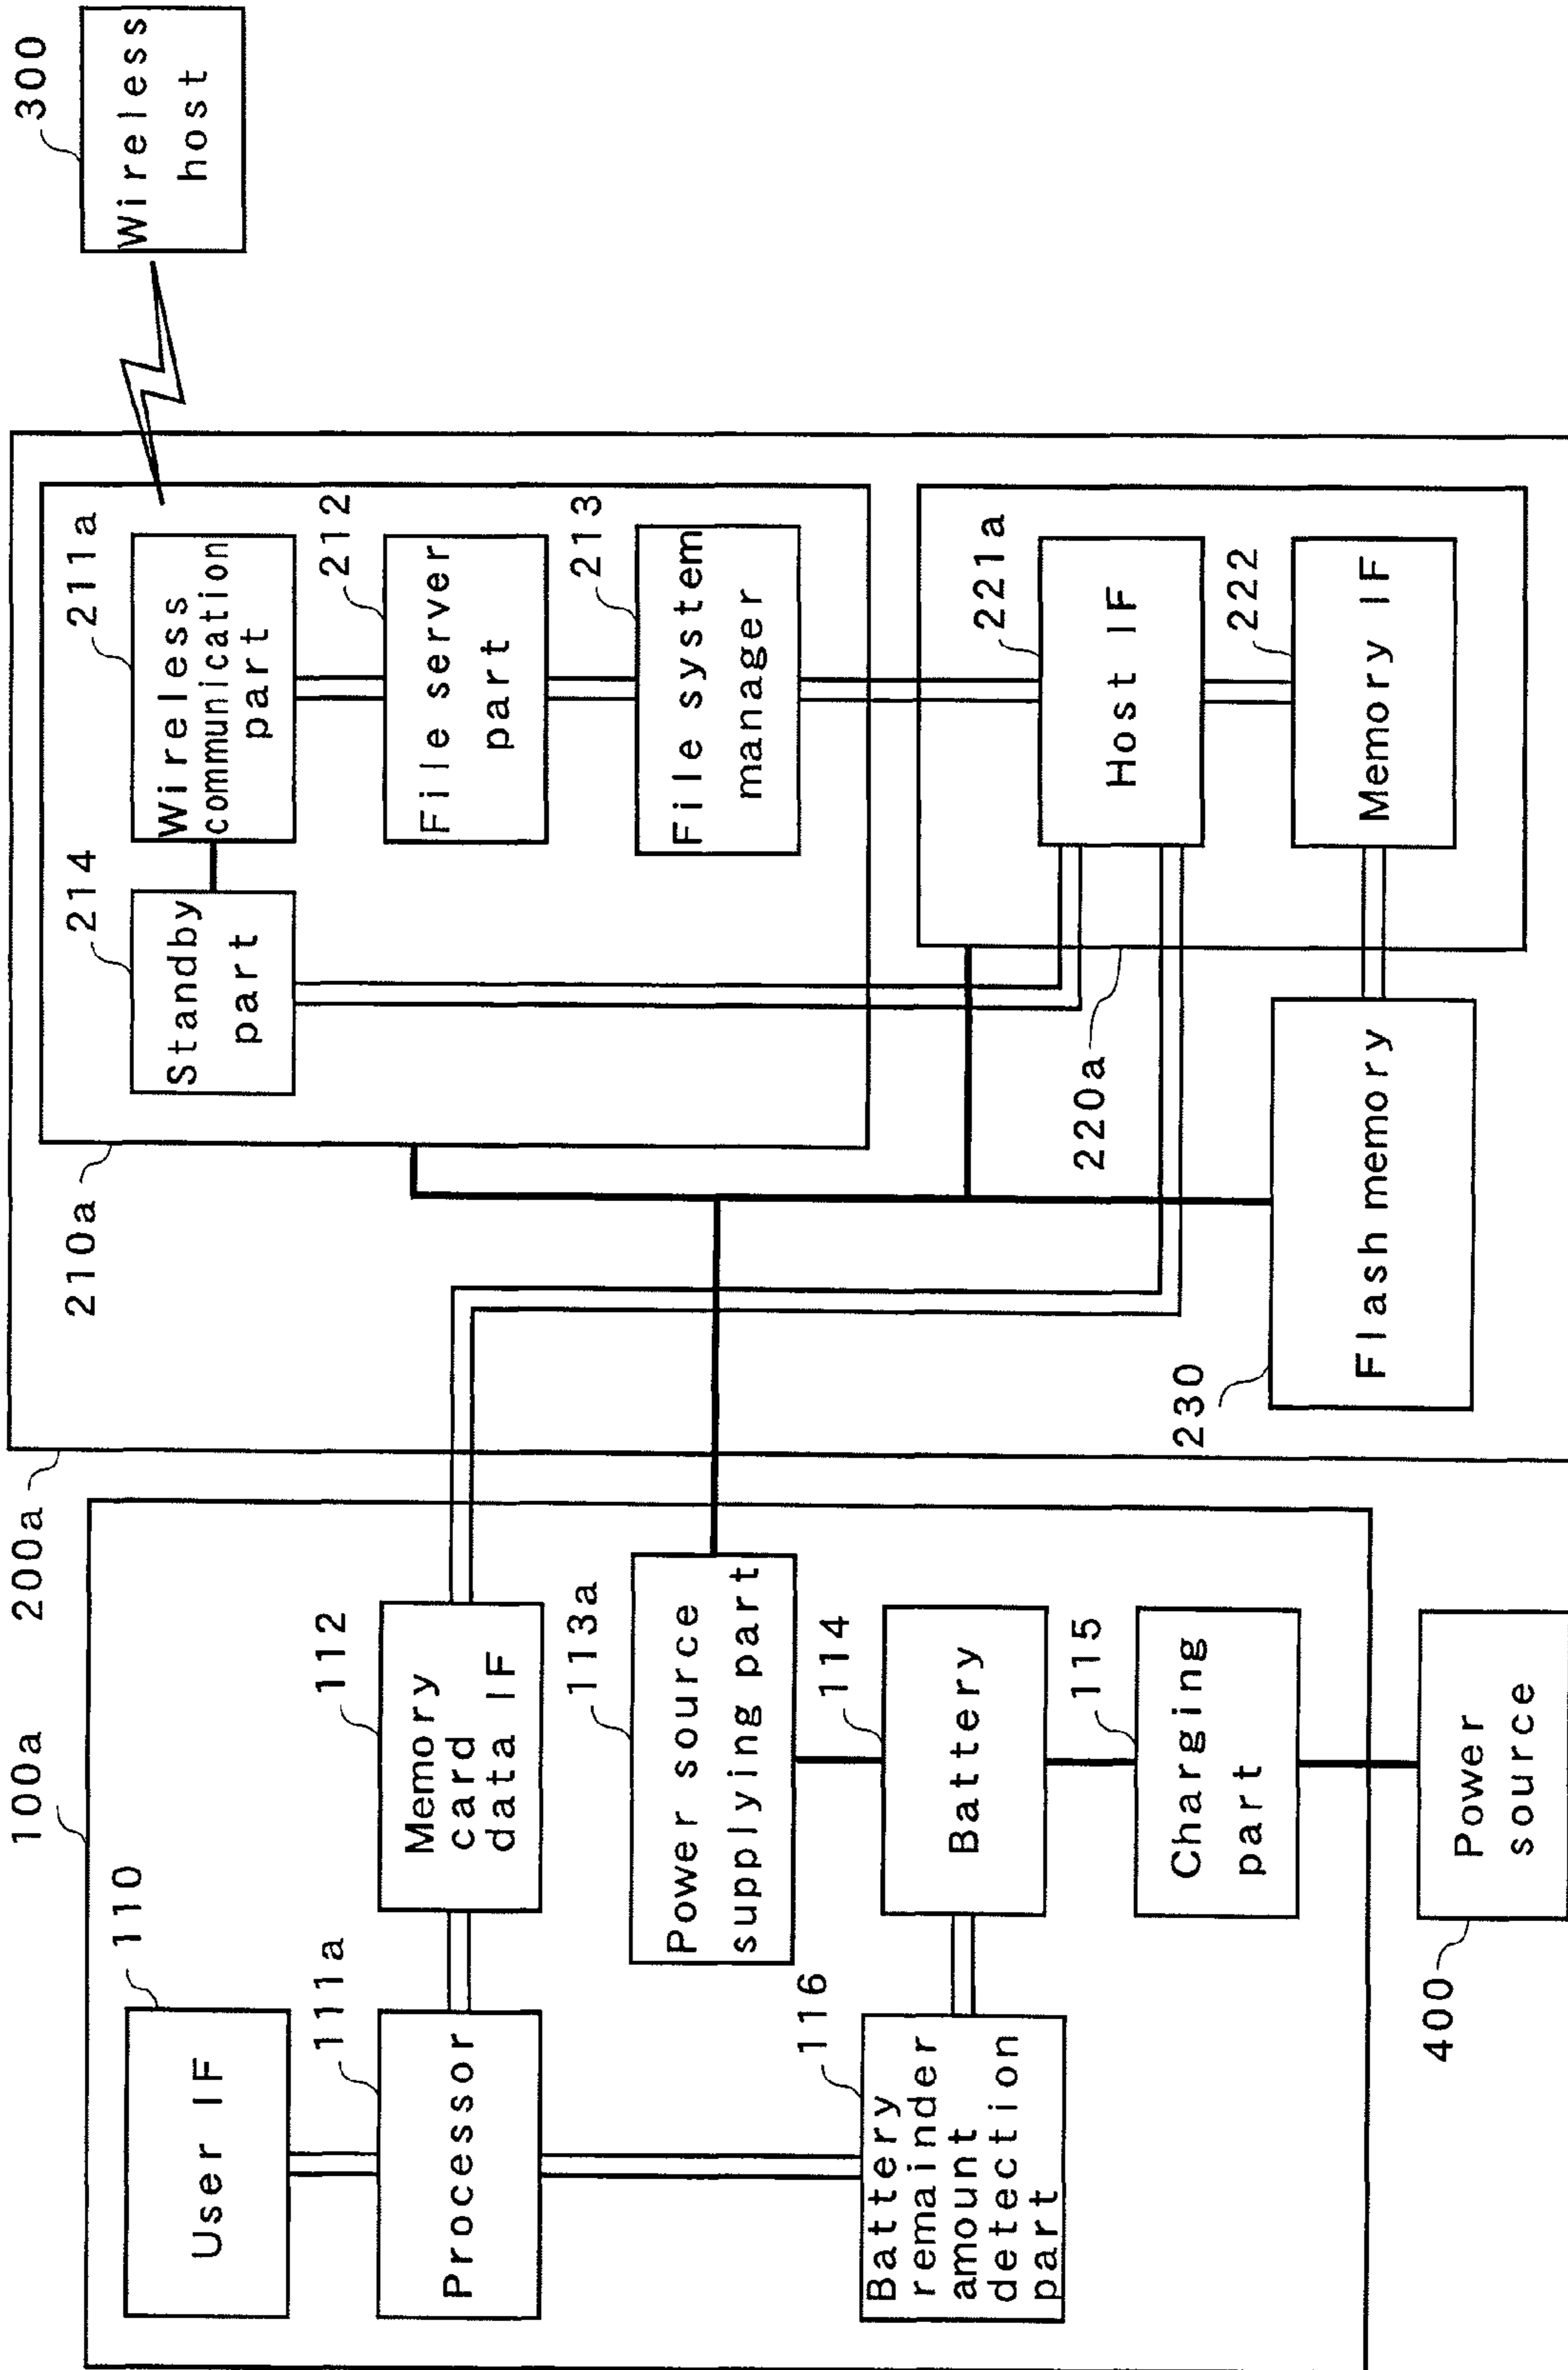 100a
110
User IF
111a
Processor
112
Memory
card
data IF
113a
Power source
supplying part
114
Battery
115
Charging
part
116
Battery
remainder
amount
detection
part
400
Power
source
200a
210a
214
Standby
part
211a
Wireless
communication
part
212
File server
part
213
File system
manager
220a
221a
Host IF
222
Memory IF
230
Flash memory
300
Wireless
host